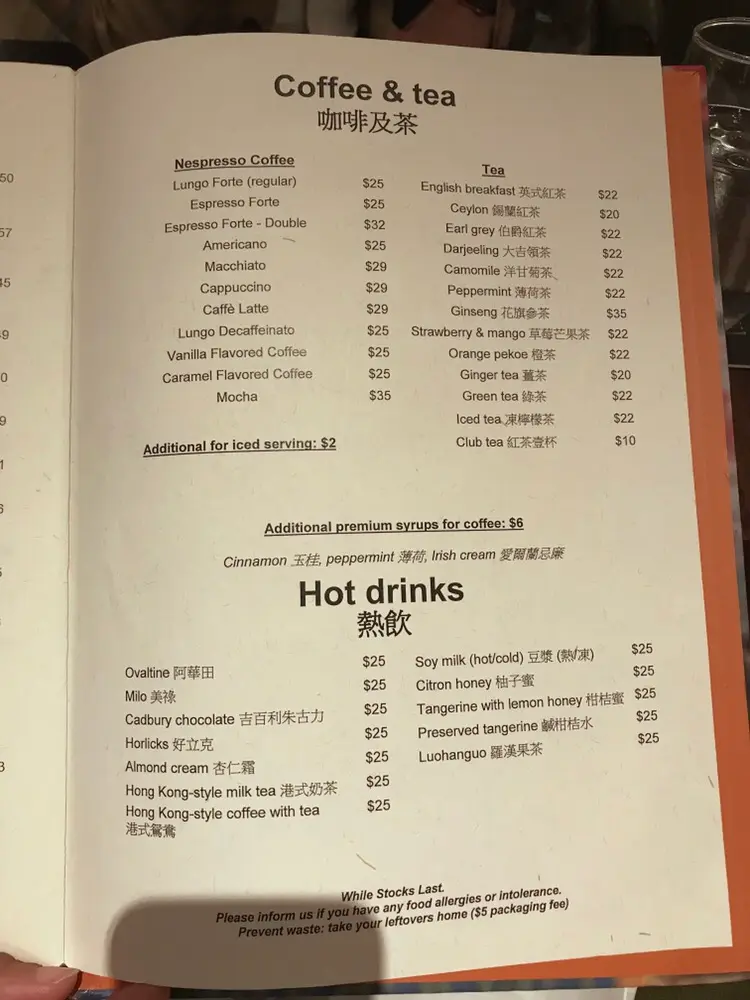 Coffee & tea
咖啡及茶
Nespresso Coffee
Lungo Forte (regular) $25
Espresso Forte $25
Espresso Forte - Double $32
Americano $25
Macchiato $29
Cappuccino $29
Caffè Latte $29
Lungo Decaffeinato $25
Vanilla Flavored Coffee $25
Caramel Flavored Coffee $25
Mocha $35
Additional for iced serving: $2
Tea
English breakfast 英式紅茶 $22
Ceylon 錫蘭紅茶 $20
Earl grey 伯爵紅茶 $22
Darjeeling 大吉領茶 $22
Camomile 洋甘菊茶 $22
Peppermint 薄荷茶 $22
Ginseng 花旗參茶 $35
Strawberry & mango 草莓芒果茶 $22
Orange pekoe 橙茶 $22
Ginger tea 薑茶 $20
Green tea 綠茶 $22
Iced tea 凍檸檬茶 $22
Club tea 紅茶壹杯 $10
Additional premium syrups for coffee: $6
Cinnamon 玉桂, peppermint 薄荷, Irish cream 愛爾蘭忌廉
Hot drinks
熱飲
Ovaltine 阿華田 $25
Milo 美祿 $25
Cadbury chocolate 吉百利朱古力 $25
Horlicks 好立克 $25
Almond cream 杏仁霜 $25
Hong Kong-style milk tea 港式奶茶 $25
Hong Kong-style coffee with tea $25
港式鴛鴦
Soy milk (hot/cold) 豆漿 (熱/凍) $25
Citron honey 柚子蜜 $25
Tangerine with lemon honey 柑桔蜜 $25
Preserved tangerine 鹹柑桔水 $25
Luohanguo 羅漢果茶 $25
While Stocks Last.
Please inform us if you have any food allergies or intolerance.
Prevent waste: take your leftovers home ($5 packaging fee)